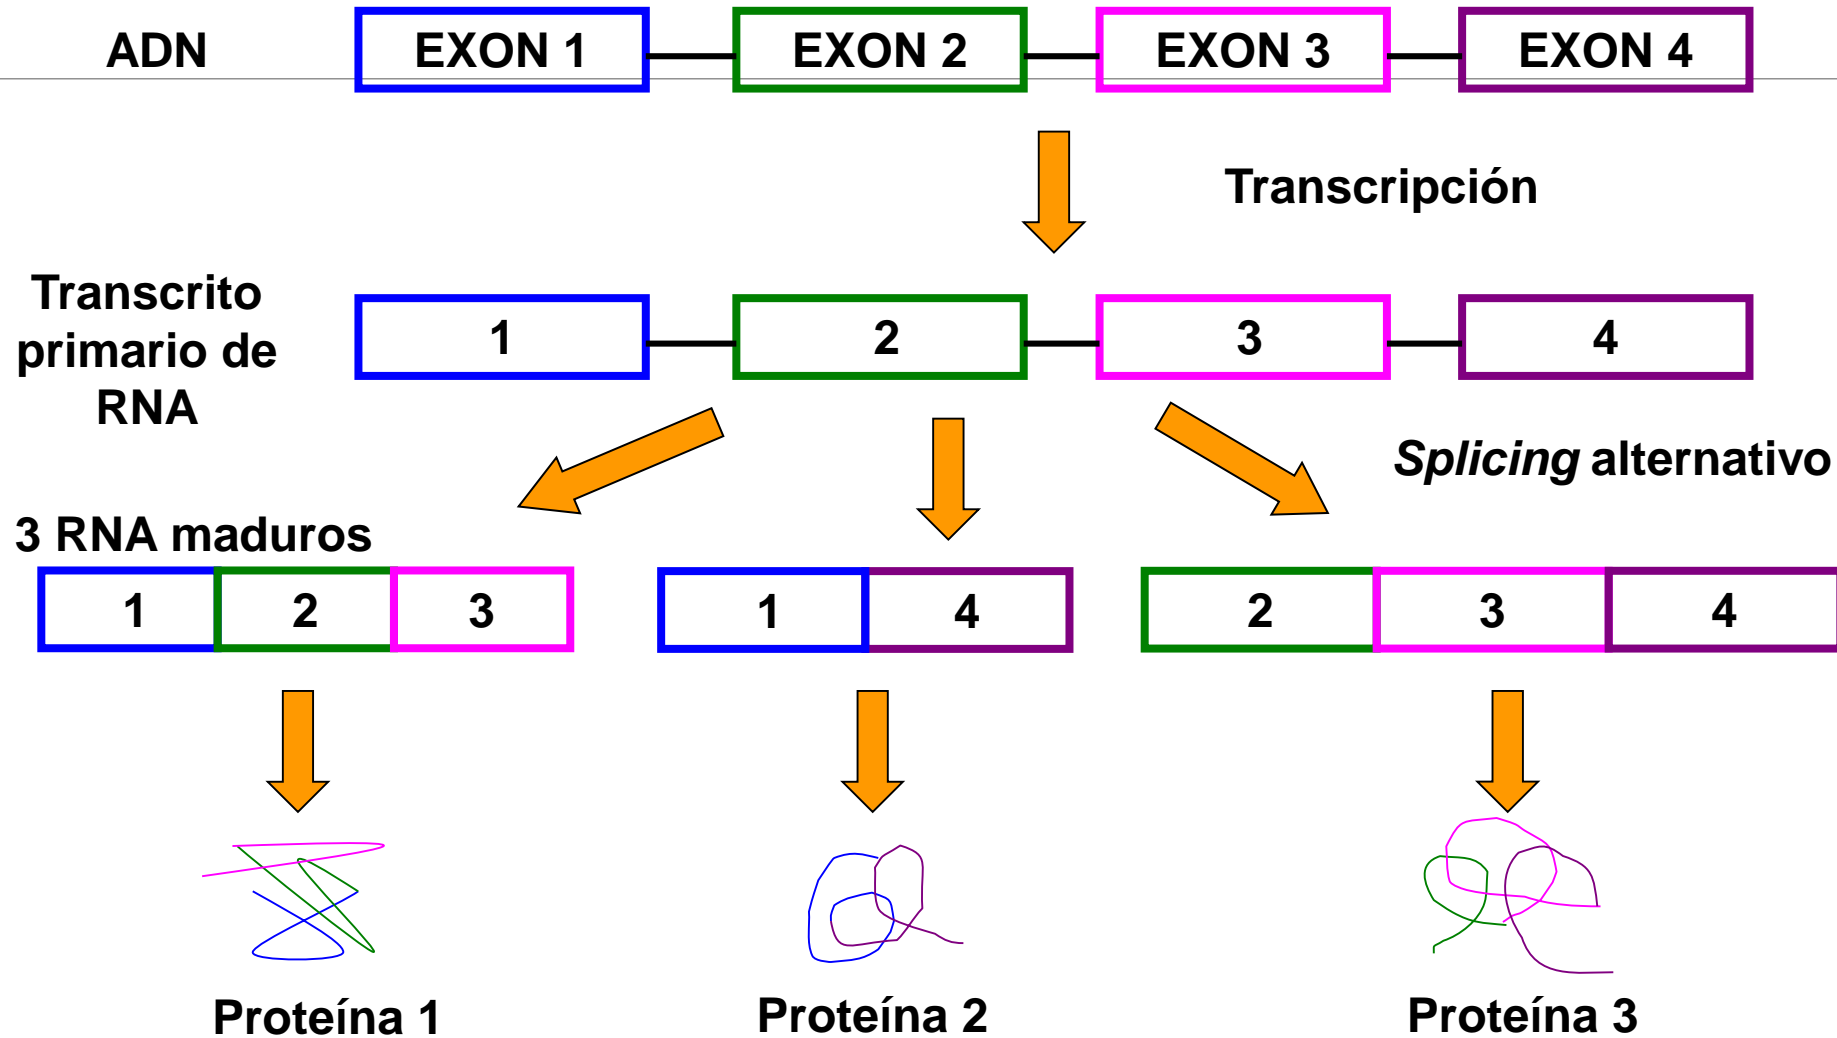 ADN EXON 1 EXON 2 EXON 3 EXON 4
Transcripción
Transcrito
primario de
RNA
1 2 3 4
Splicing alternativo
3 RNA maduros
1 2 3 1 4 2 3 4
Proteína 1 Proteína 2 Proteína 3